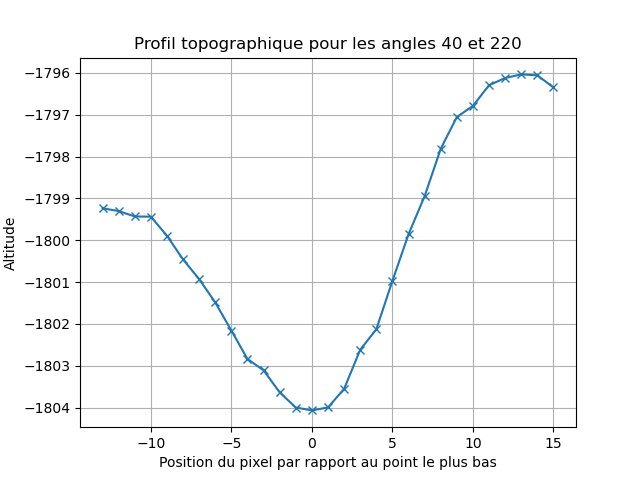 Profil topographique pour les angles 40 et 220
Altitude
−1796
−1797
−1798
−1799
−1800
−1801
−1802
−1803
−1804
−10 −5 0 5 10 15
Position du pixel par rapport au point le plus bas